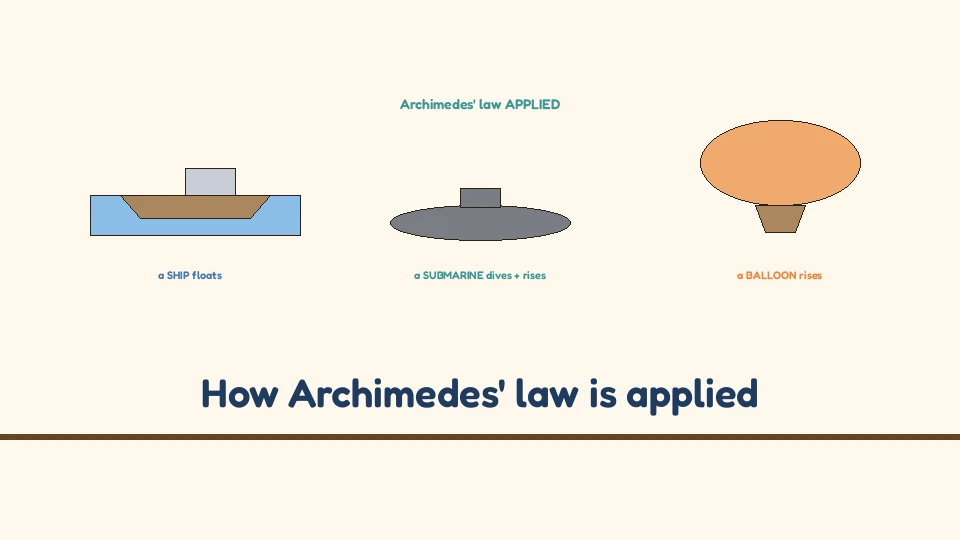 Archimedes' law APPLIED
a SHIP floats
a SUBMARINE dives + rises
a BALLOON rises
How Archimedes' law is applied